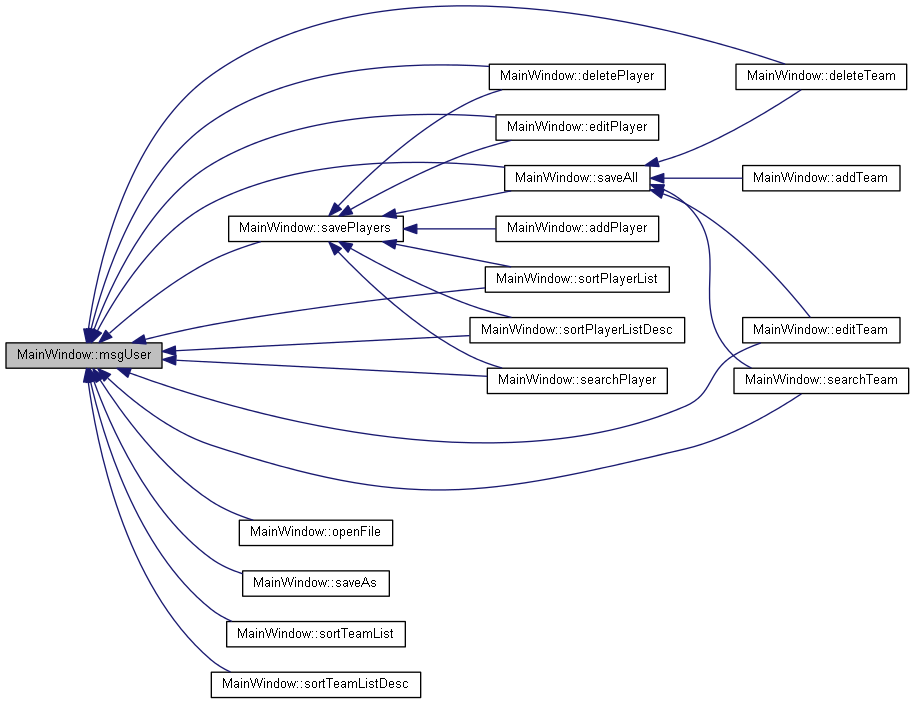 MainWindow::deletePlayer
MainWindow::deleteTeam
MainWindow::editPlayer
MainWindow::saveAll
MainWindow::addTeam
MainWindow::savePlayers
MainWindow::addPlayer
MainWindow::sortPlayerList
MainWindow::sortPlayerListDesc
MainWindow::editTeam
MainWindow::msgUser
MainWindow::searchPlayer
MainWindow::searchTeam
MainWindow::openFile
MainWindow::saveAs
MainWindow::sortTeamList
MainWindow::sortTeamListDesc